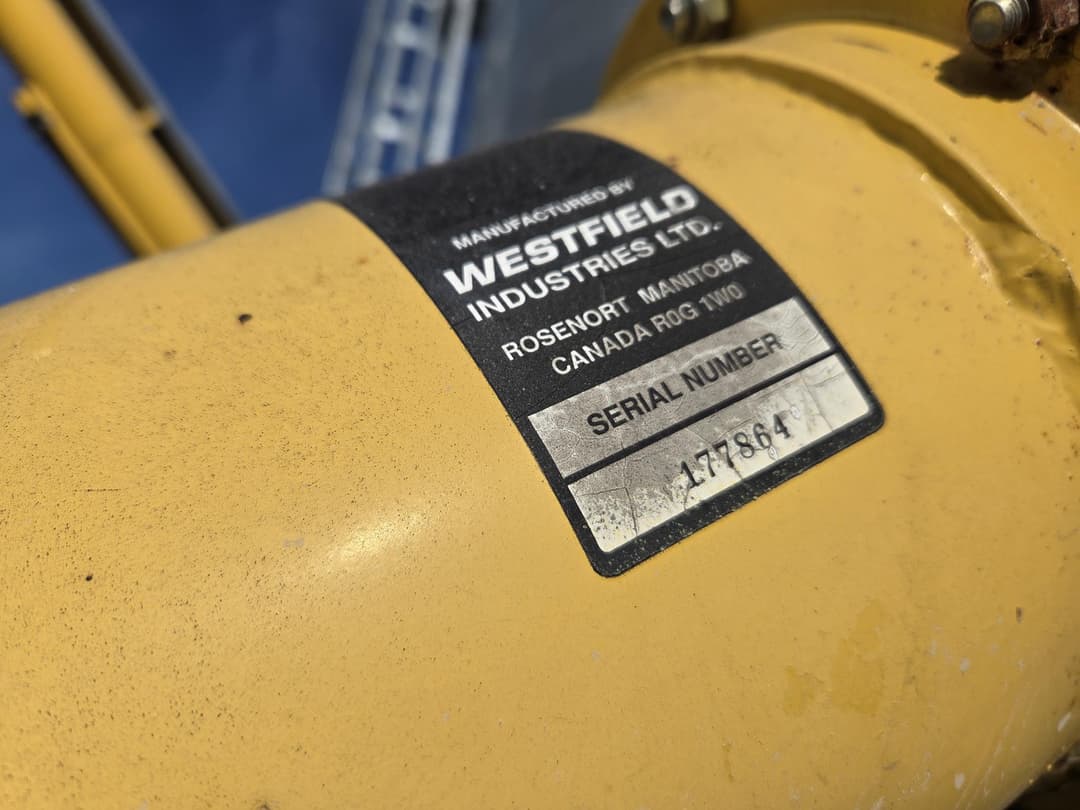 MANUFACTURED BY
WESTFIELD
INDUSTRIES LTD.
ROSENORT MANITOBA
CANADA R0G 1W0
SERIAL NUMBER
177864